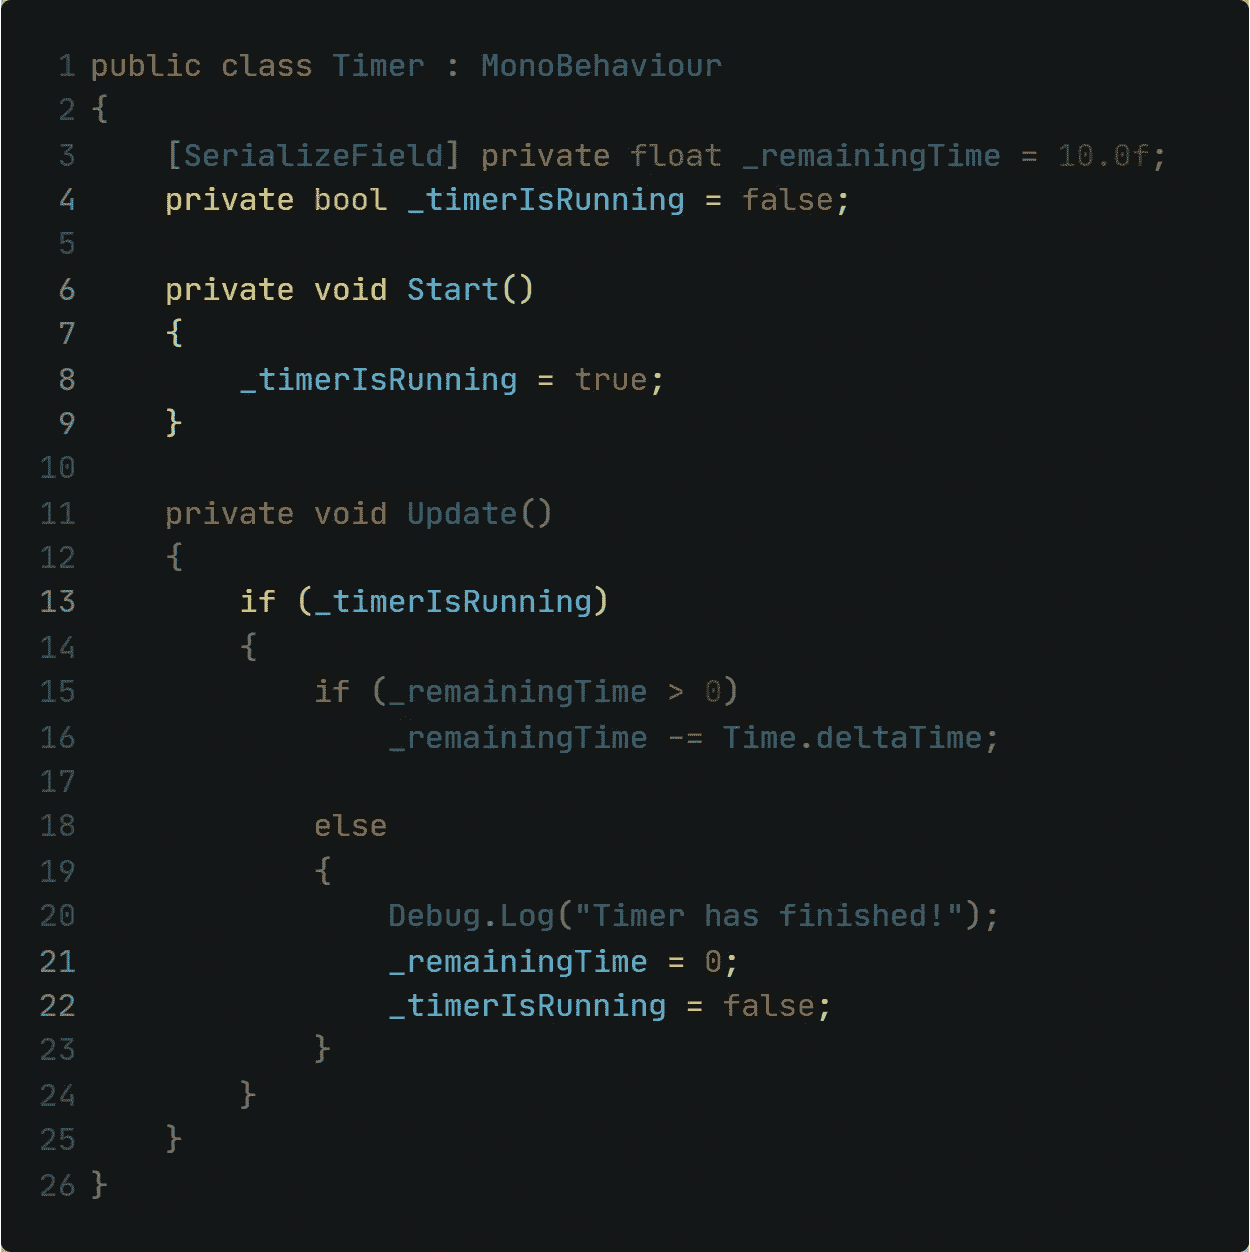 1 public class Timer : MonoBehaviour
2 {
3     [SerializeField] private float _remainingTime = 10.0f;
4     private bool _timerIsRunning = false;
5
6     private void Start()
7     {
8         _timerIsRunning = true;
9     }
10
11     private void Update()
12     {
13         if (_timerIsRunning)
14         {
15             if (_remainingTime > 0)
16                 _remainingTime -= Time.deltaTime;
17
18             else
19             {
20                 Debug.Log("Timer has finished!");
21                 _remainingTime = 0;
22                 _timerIsRunning = false;
23             }
24         }
25     }
26 }